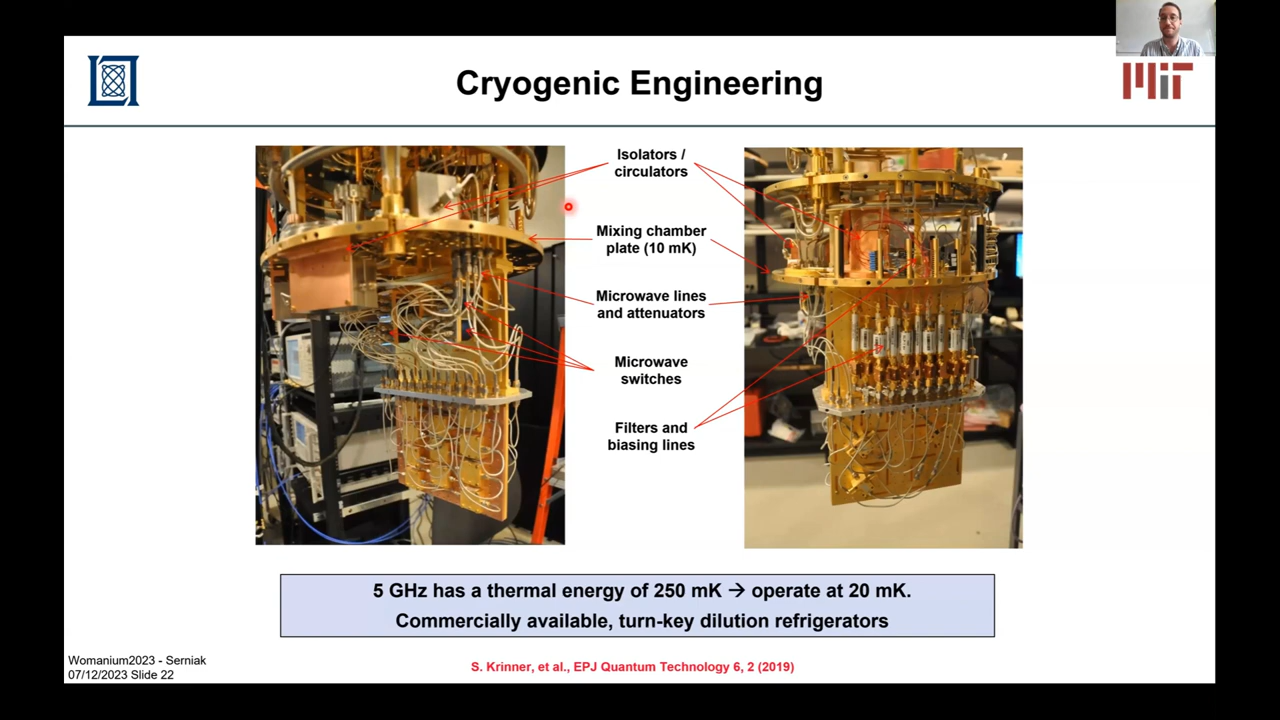 Cryogenic Engineering
MIT
Isolators /
circulators
Mixing chamber
plate (10 mK)
Microwave lines
and attenuators
Microwave
switches
Filters and
biasing lines
5 GHz has a thermal energy of 250 mK → operate at 20 mK.
Commercially available, turn-key dilution refrigerators
Womanium2023 - Serniak
07/12/2023 Slide 22
S. Krinner, et al., EPJ Quantum Technology 6, 2 (2019)